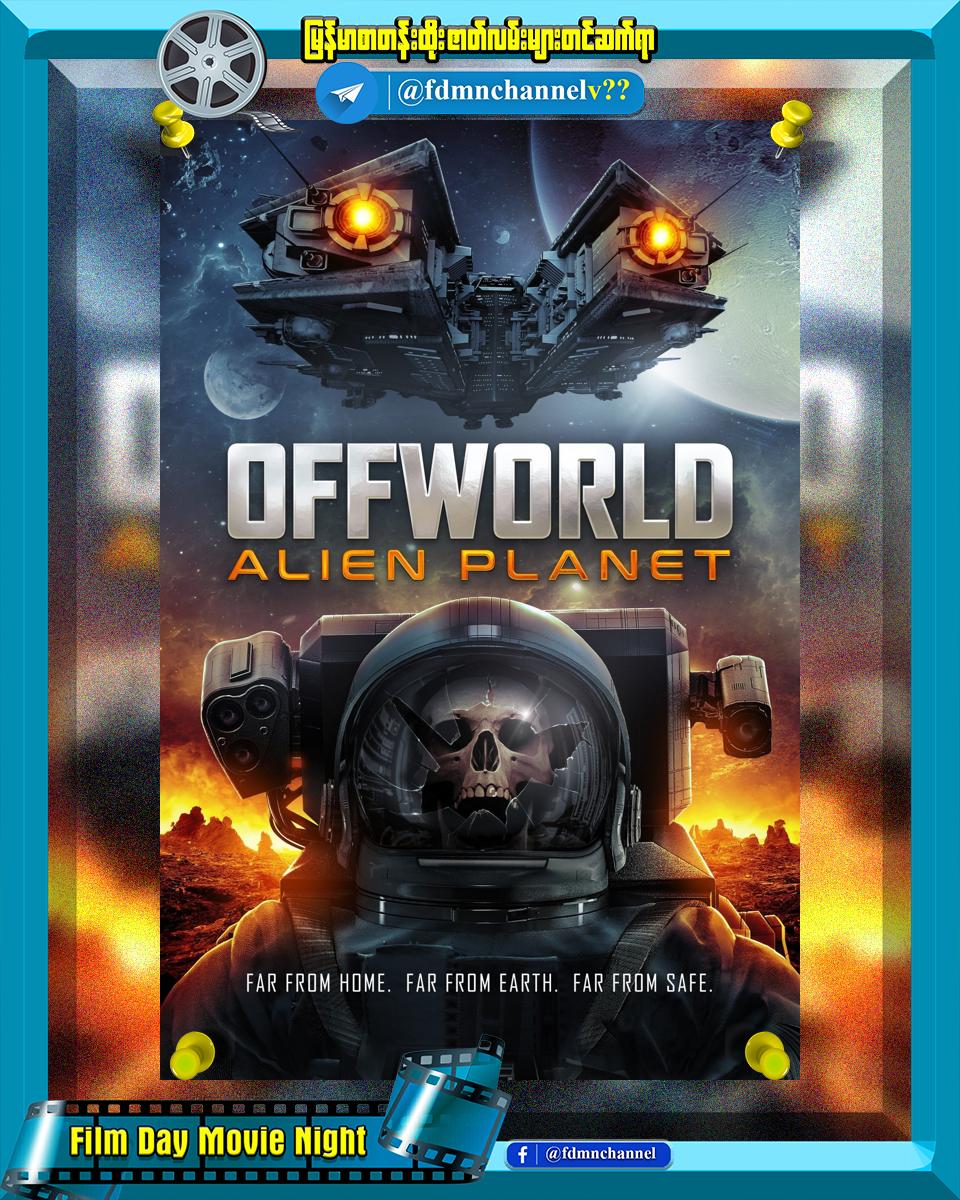 မြန်မာစာတန်းထိုးဇာတ်လမ်းများတင်ဆက်ရာ
@fdmnchannelv??
OFFWORLD
ALIEN PLANET
FAR FROM HOME. FAR FROM EARTH. FAR FROM SAFE.
Film Day Movie Night
@fdmnchannel